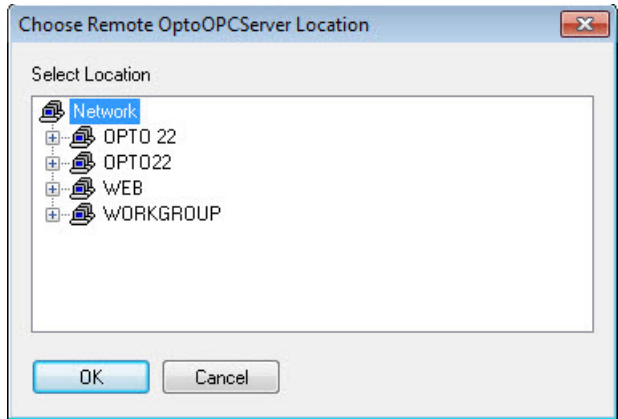 Choose Remote OptoOPCServer Location
Select Location
Network
OPTO 22
OPTO22
WEB
WORKGROUP
OK Cancel